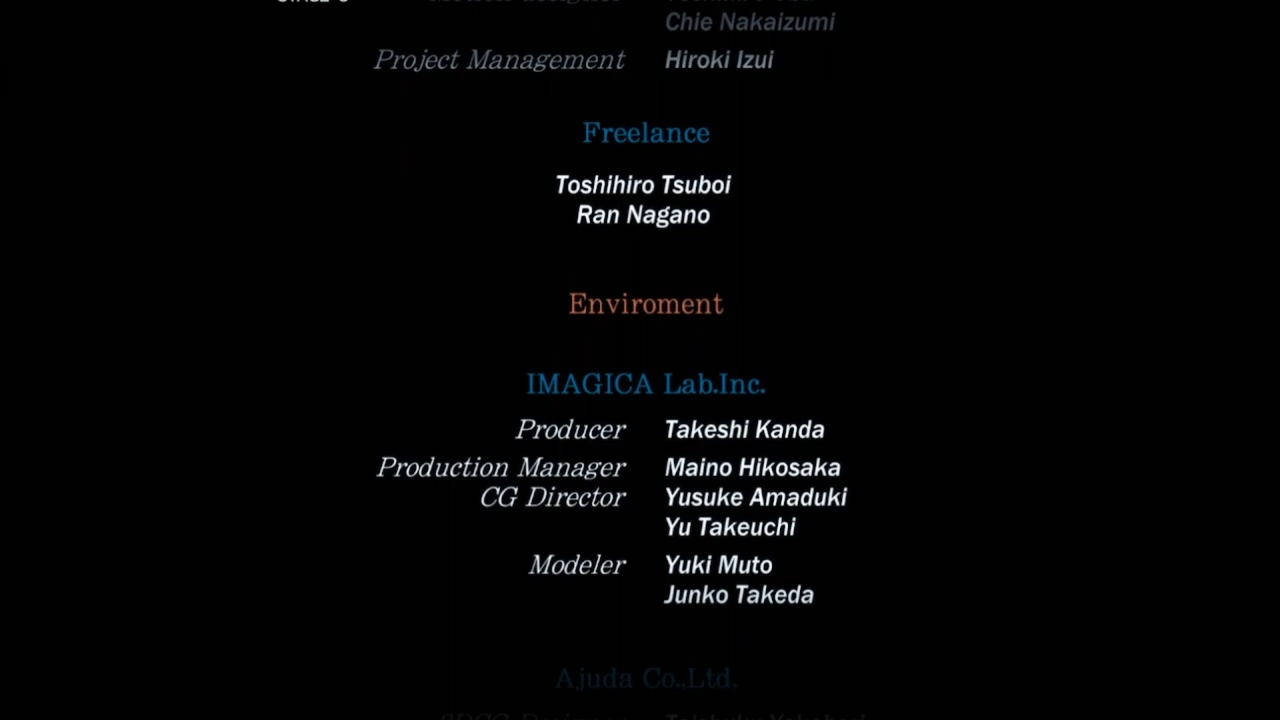 Chie Nakaizumi
Project Management Hiroki Izui
Freelance
Toshihiro Tsuboi
Ran Nagano
Enviroment
IMAGICA Lab.Inc.
Producer Takeshi Kanda
Production Manager Maino Hikosaka
CG Director Yusuke Amaduki
Yu Takeuchi
Modeler Yuki Muto
Junko Takeda
Ajuda Co.,Ltd.